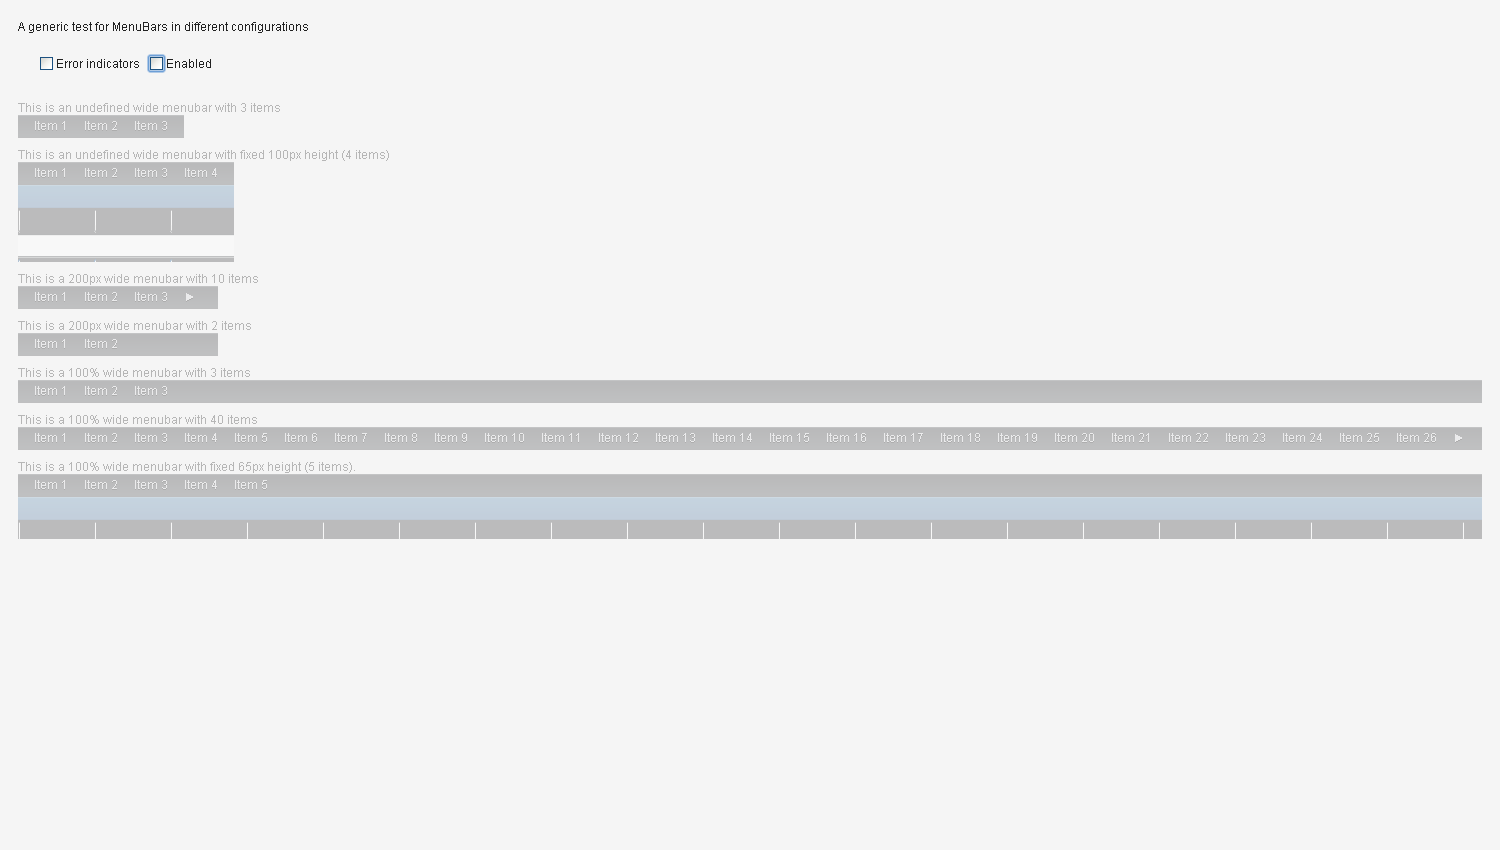 A generic test for MenuBars in different configurations
Error indicators Enabled
This is an undefined wide menubar with 3 items
Item 1 Item 2 Item 3
This is an undefined wide menubar with fixed 100px height (4 items)
Item 1 Item 2 Item 3 Item 4
This is a 200px wide menubar with 10 items
Item 1 Item 2 Item 3 ►
This is a 200px wide menubar with 2 items
Item 1 Item 2
This is a 100% wide menubar with 3 items
Item 1 Item 2 Item 3
This is a 100% wide menubar with 40 items
Item 1 Item 2 Item 3 Item 4 Item 5 Item 6 Item 7 Item 8 Item 9 Item 10 Item 11 Item 12 Item 13 Item 14 Item 15 Item 16 Item 17 Item 18 Item 19 Item 20 Item 21 Item 22 Item 23 Item 24 Item 25 Item 26 ►
This is a 100% wide menubar with fixed 65px height (5 items).
Item 1 Item 2 Item 3 Item 4 Item 5